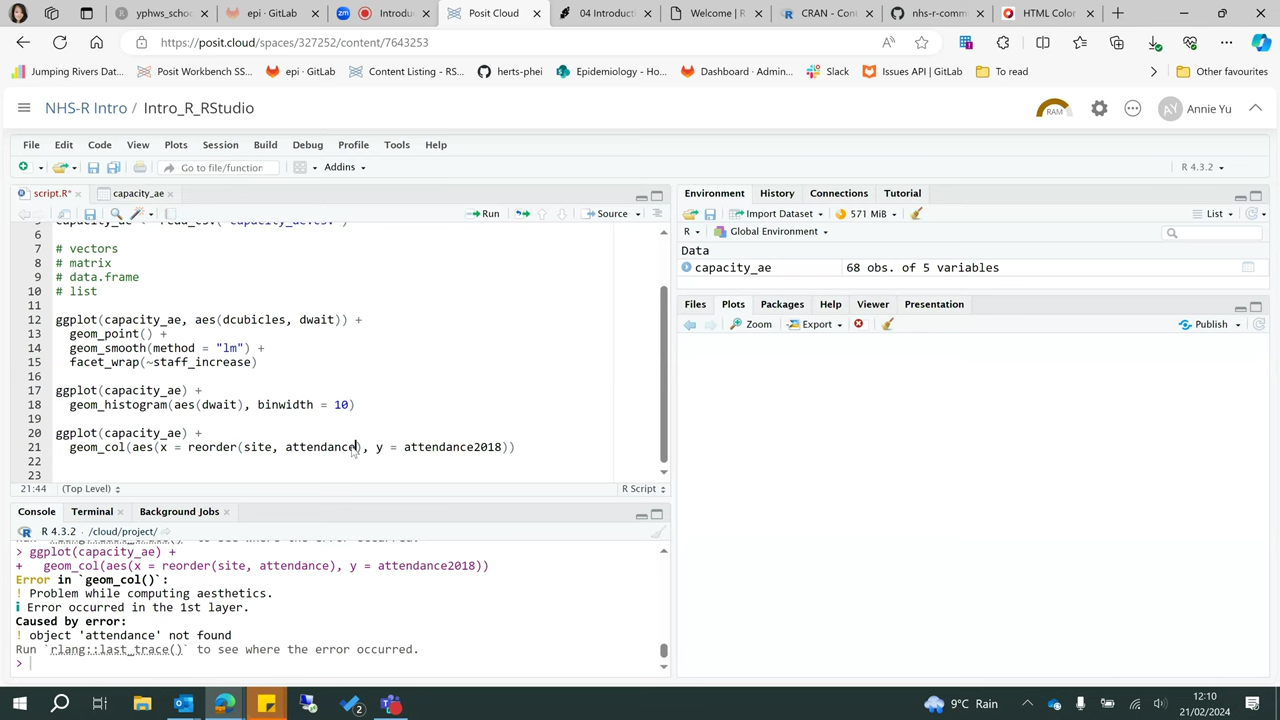 yphws_scho
epi · GitLab
Introduc
Posit Cloud
04 Introducti
Welcome | R
CRAN - Con
nhs-r-comm
HTML Color
https://posit.cloud/spaces/327252/content/7643253
Jumping Rivers Dat...
Posit Workbench SS...
epi · GitLab
Content Listing - R...
herts-phei
Epidemiology - Ho...
Dashboard · Admin...
Slack
Issues API | GitLab
To read
Other favourites
NHS-R Intro / Intro_R_RStudio
RAM
AY
Annie Yu
File Edit Code View Plots Session Build Debug Profile Tools Help
Go to file/function
Addins
R 4.3.2
script.R*
capacity_ae
Run
Source
6
7 # vectors
8 # matrix
9 # data.frame
10 # list
11
12 ggplot(capacity_ae, aes(dcubicles, dwait)) +
13 geom_point() +
14 geom_smooth(method = "lm") +
15 facet_wrap(~staff_increase)
16
17 ggplot(capacity_ae) +
18 geom_histogram(aes(dwait), binwidth = 10)
19
20 ggplot(capacity_ae) +
21 geom_col(aes(x = reorder(site, attendance), y = attendance2018))
22
23
21:44
(Top Level)
R Script
Console
Terminal
Background Jobs
R 4.3.2 · /cloud/project/
> ggplot(capacity_ae) +
+ geom_col(aes(x = reorder(site, attendance), y = attendance2018))
Error in `geom_col()`:
! Problem while computing aesthetics.
ℹ Error occurred in the 1st layer.
Caused by error:
! object 'attendance' not found
Run `rlang::last_trace()` to see where the error occurred.
>
Environment
History
Connections
Tutorial
Import Dataset
571 MiB
List
R
Global Environment
Data
capacity_ae 68 obs. of 5 variables
Files
Plots
Packages
Help
Viewer
Presentation
Zoom
Export
Publish
2
9°C Rain
12:10
21/02/2024